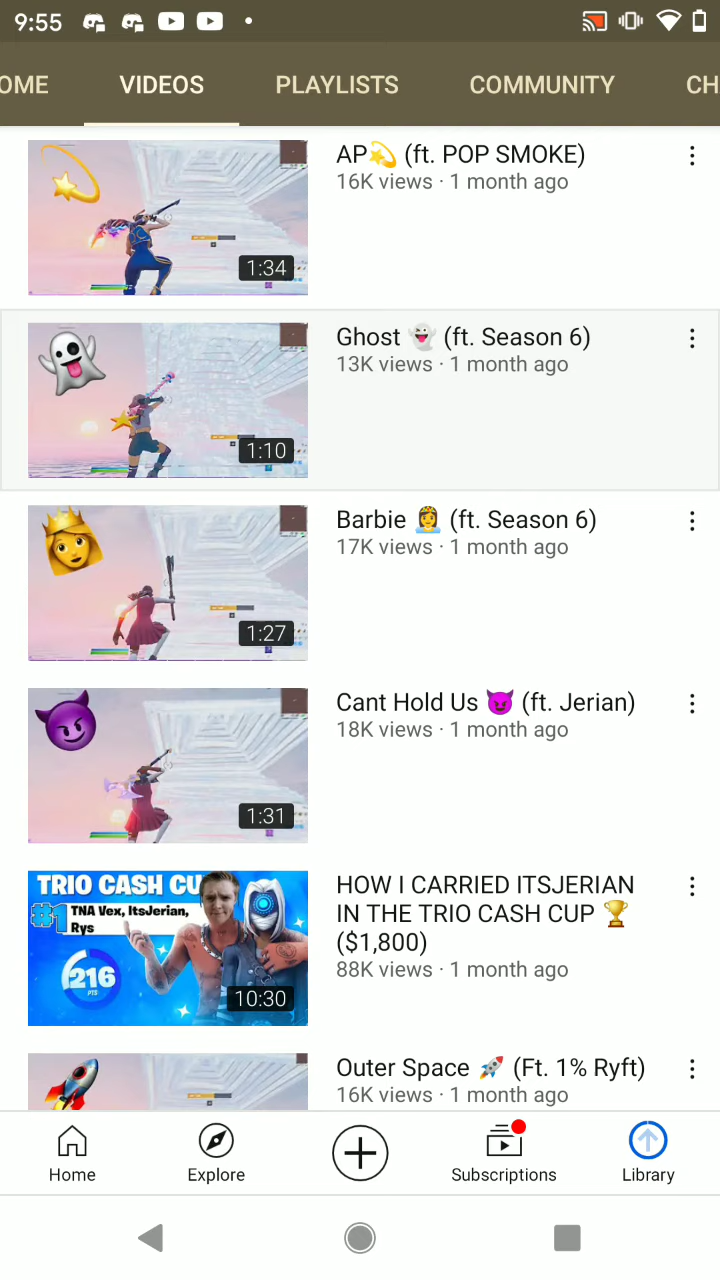 9:55
OME VIDEOS PLAYLISTS COMMUNITY CH
AP💫 (ft. POP SMOKE)
16K views · 1 month ago
1:34
Ghost 👻 (ft. Season 6)
13K views · 1 month ago
1:10
Barbie 👸 (ft. Season 6)
17K views · 1 month ago
1:27
Cant Hold Us 😈 (ft. Jerian)
18K views · 1 month ago
1:31
TRIO CASH CU
#1 TNA Vex, ItsJerian,
Rys
216
PTS
10:30
HOW I CARRIED ITSJERIAN
IN THE TRIO CASH CUP 🏆
($1,800)
88K views · 1 month ago
Outer Space 🚀 (Ft. 1% Ryft)
16K views · 1 month ago
Home Explore Subscriptions Library